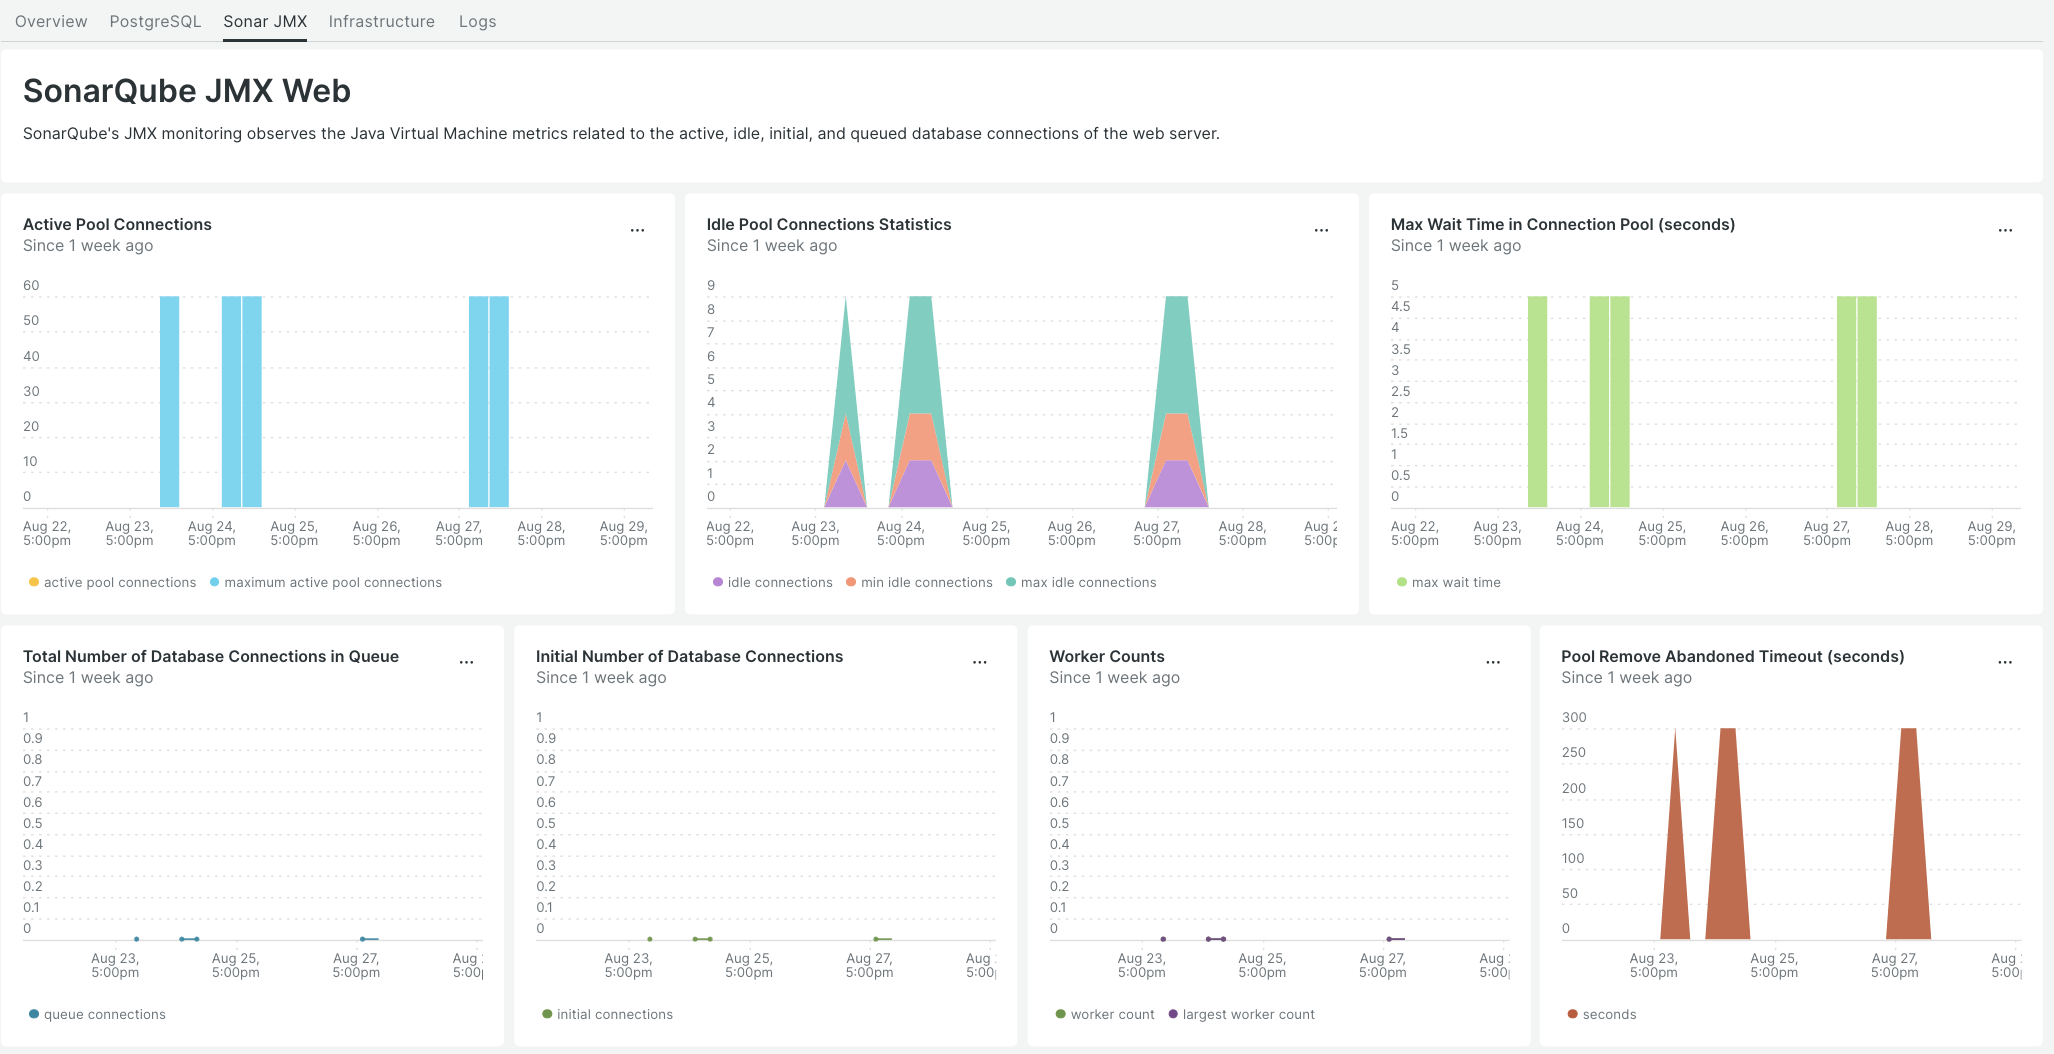 Overview PostgreSQL Sonar JMX Infrastructure Logs
SonarQube JMX Web
SonarQube's JMX monitoring observes the Java Virtual Machine metrics related to the active, idle, initial, and queued database connections of the web server.
Active Pool Connections ...
Since 1 week ago
60
50
40
30
20
10
0
Aug 22, Aug 23, Aug 24, Aug 25, Aug 26, Aug 27, Aug 28, Aug 29,
5:00pm 5:00pm 5:00pm 5:00pm 5:00pm 5:00pm 5:00pm 5:00pm
active pool connections maximum active pool connections
Idle Pool Connections Statistics ...
Since 1 week ago
9
8
7
6
5
4
3
2
1
0
Aug 22, Aug 23, Aug 24, Aug 25, Aug 26, Aug 27, Aug 28, Aug 2
5:00pm 5:00pm 5:00pm 5:00pm 5:00pm 5:00pm 5:00pm 5:00p
idle connections min idle connections max idle connections
Max Wait Time in Connection Pool (seconds) ...
Since 1 week ago
5
4.5
4
3.5
3
2.5
2
1.5
1
0.5
0
Aug 22, Aug 23, Aug 24, Aug 25, Aug 26, Aug 27, Aug 28, Aug 29,
5:00pm 5:00pm 5:00pm 5:00pm 5:00pm 5:00pm 5:00pm 5:00pm
max wait time
Total Number of Database Connections in Queue ...
Since 1 week ago
1
0.9
0.8
0.7
0.6
0.5
0.4
0.3
0.2
0.1
0
Aug 23, Aug 25, Aug 27, Aug
5:00pm 5:00pm 5:00pm 5:00
queue connections
Initial Number of Database Connections ...
Since 1 week ago
1
0.9
0.8
0.7
0.6
0.5
0.4
0.3
0.2
0.1
0
Aug 23, Aug 25, Aug 27, Aug
5:00pm 5:00pm 5:00pm 5:00
initial connections
Worker Counts ...
Since 1 week ago
1
0.9
0.8
0.7
0.6
0.5
0.4
0.3
0.2
0.1
0
Aug 23, Aug 25, Aug 27, Aug
5:00pm 5:00pm 5:00pm 5:00
worker count largest worker count
Pool Remove Abandoned Timeout (seconds) ...
Since 1 week ago
300
250
200
150
100
50
0
Aug 23, Aug 25, Aug 27, Aug
5:00pm 5:00pm 5:00pm 5:00
seconds